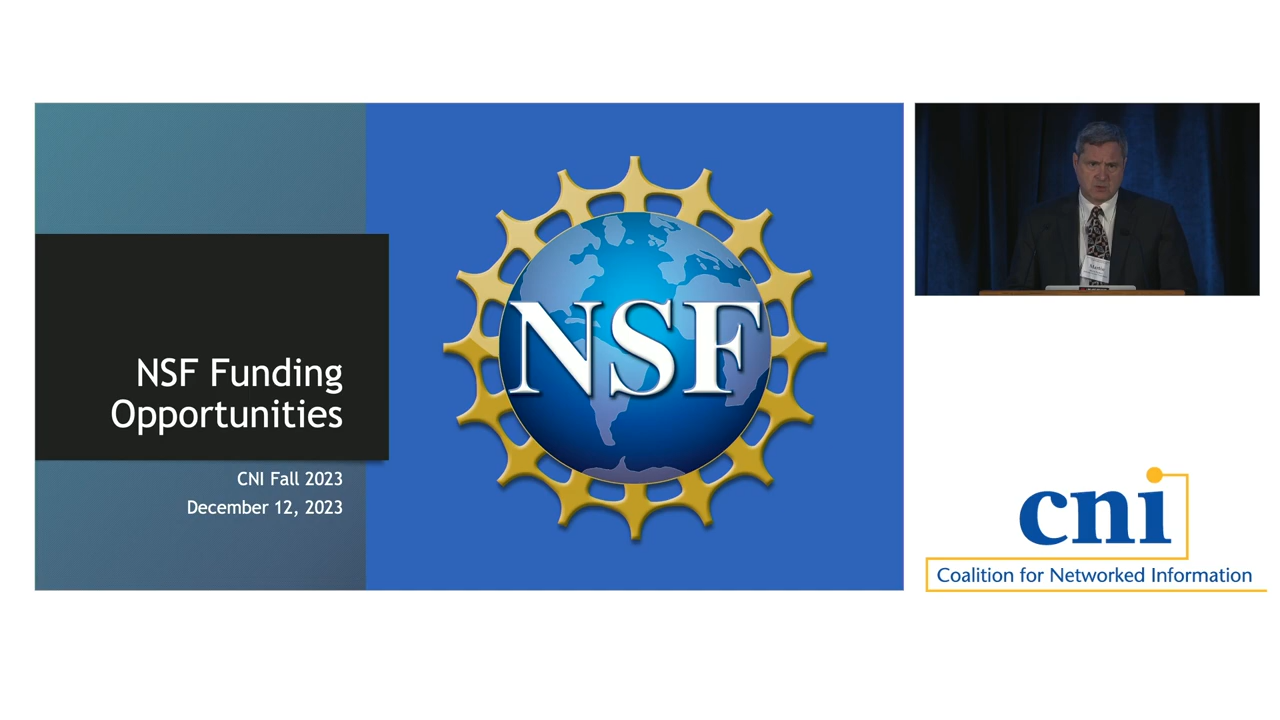 NSF Funding
Opportunities
CNI Fall 2023
December 12, 2023
NSF
cni
Coalition for Networked Information